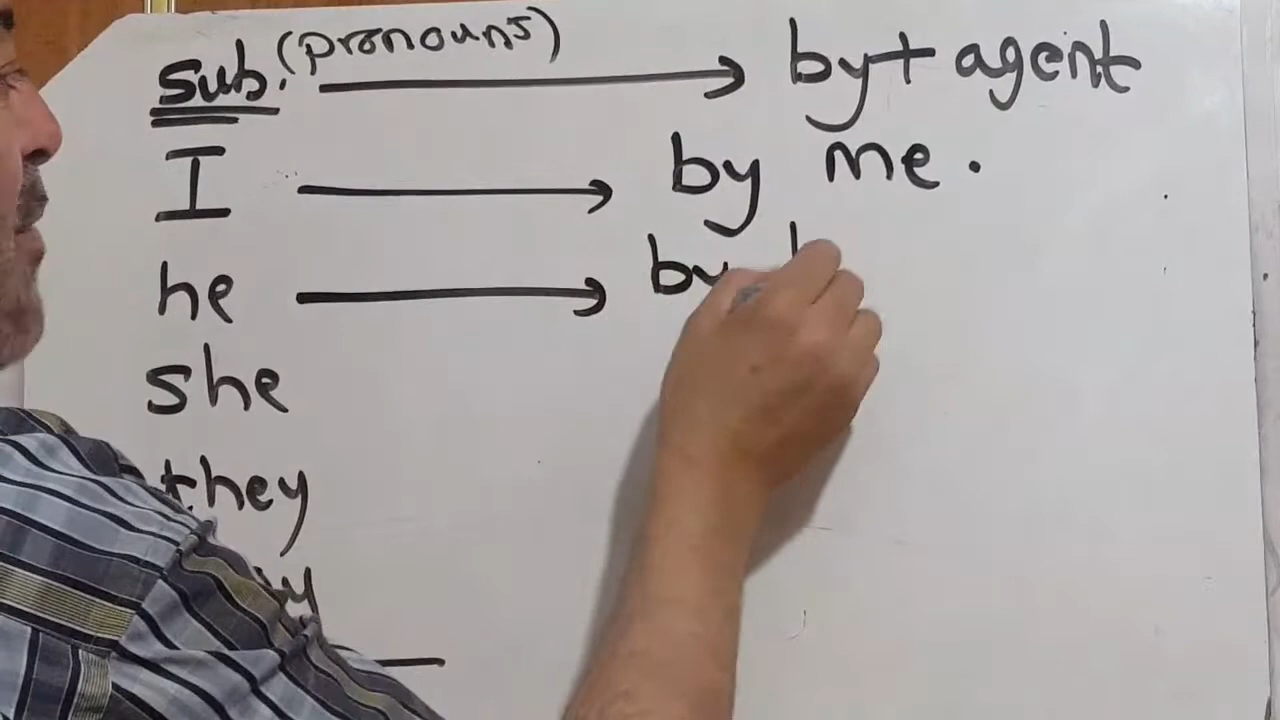 sub. (pronouns) → by + agent
I → by me.
he → by
she
they